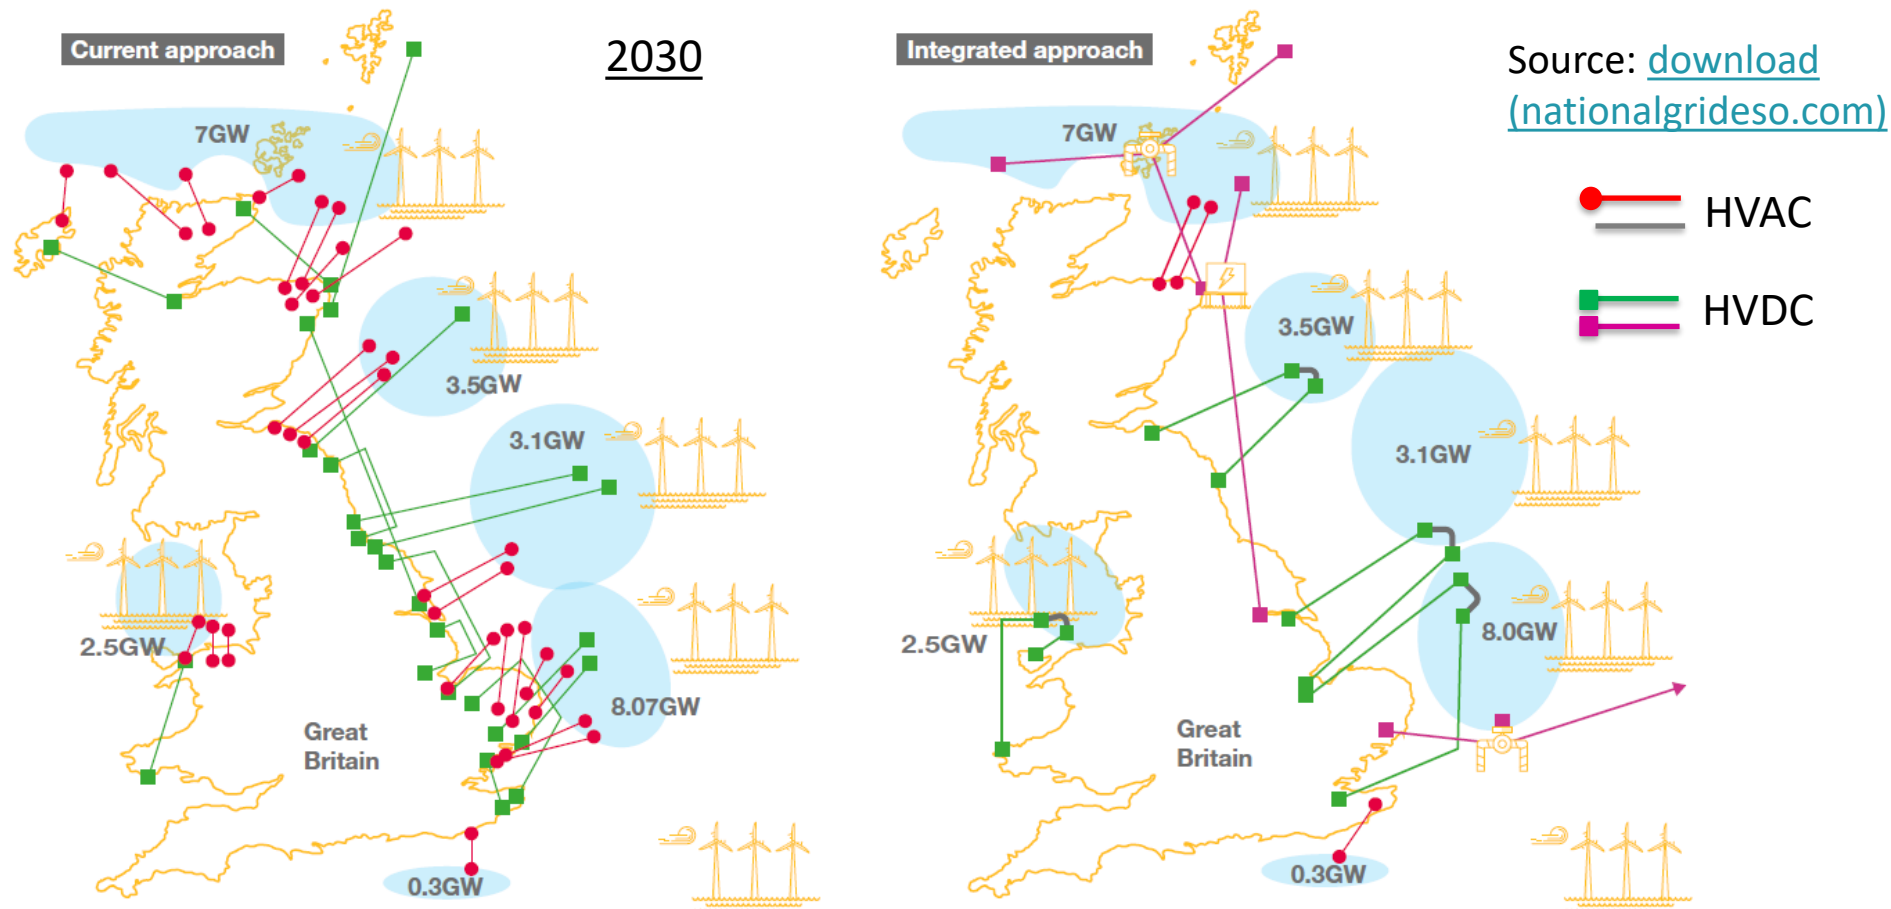 Current approach
2030
Integrated approach
Source: download
(nationalgrideso.com)
7GW
7GW
HVAC
HVDC
3.5GW
3.5GW
3.1GW
3.1GW
2.5GW
2.5GW
8.07GW
8.0GW
Great
Britain
Great
Britain
0.3GW
0.3GW